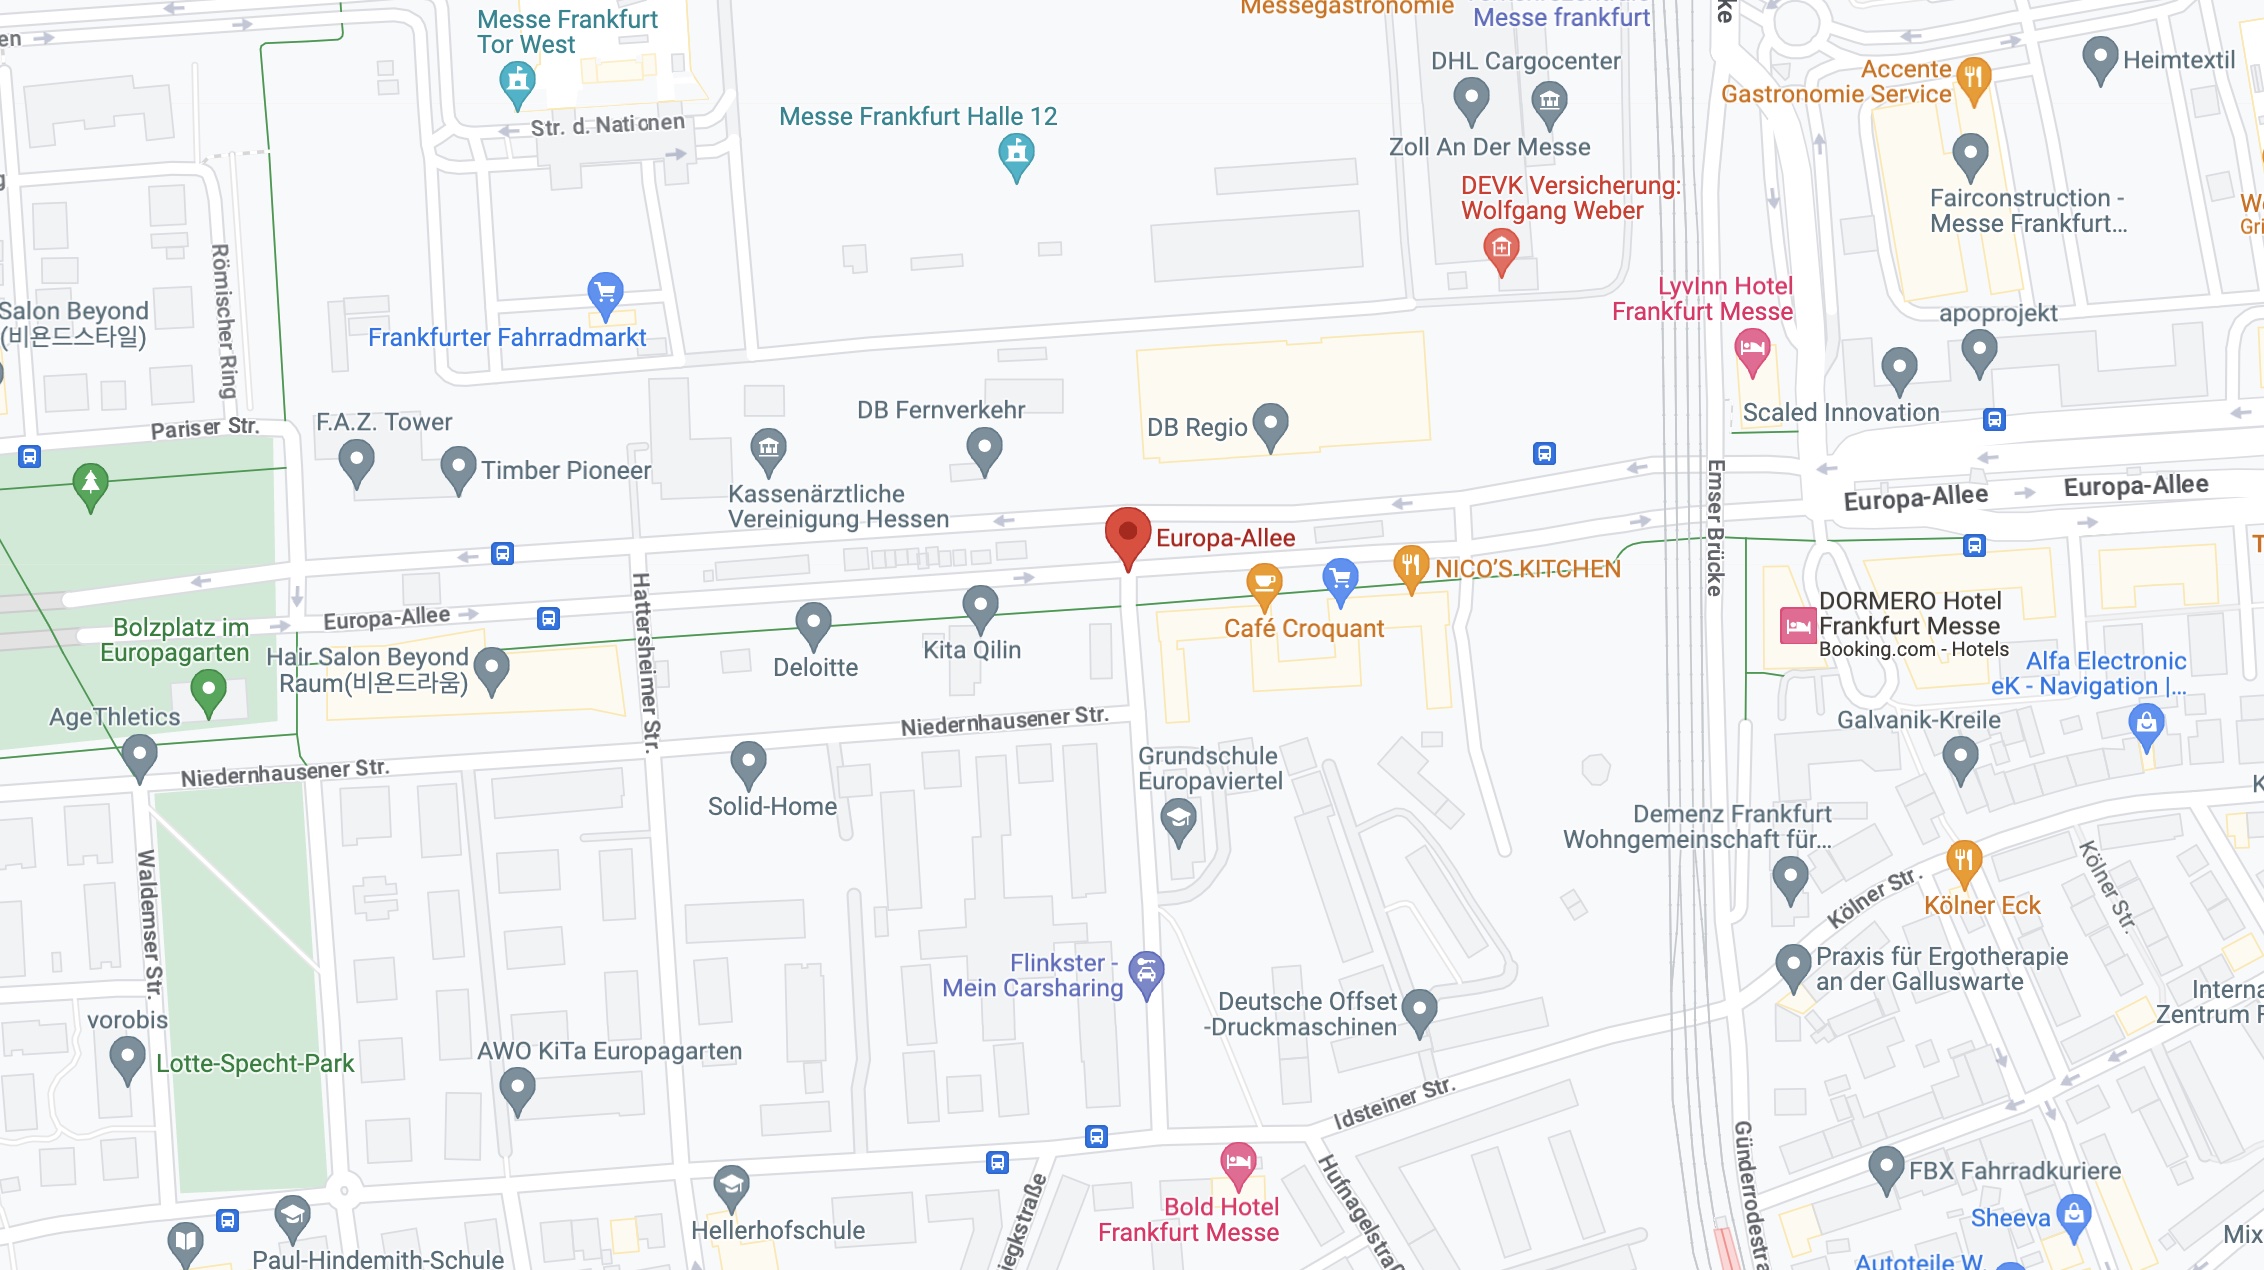 Messe Frankfurt
Tor West
Messegastronomie
Messe frankfurt
DHL Cargocenter
Accente
Gastronomie Service
Heimtextil
Str. d. Nationen
Messe Frankfurt Halle 12
Zoll An Der Messe
DEVK Versicherung:
Wolfgang Weber
Fairconstruction -
Messe Frankfurt...
Römischer Ring
Salon Beyond
(비욘드스타일)
Frankfurter Fahrradmarkt
LyvInn Hotel
Frankfurt Messe
apoprojekt
Pariser Str.
F.A.Z. Tower
Timber Pioneer
DB Fernverkehr
DB Regio
Scaled Innovation
Kassenärztliche
Vereinigung Hessen
Emser Brücke
Europa-Allee
Europa-Allee
Europa-Allee
NICO'S KITCHEN
Europa-Allee
Bolzplatz im
Europagarten
Hair Salon Beyond
Raum(비욘드라움)
Hattersheimer Str.
Deloitte
Kita Qilin
Café Croquant
DORMERO Hotel
Frankfurt Messe
Booking.com - Hotels
Alfa Electronic
eK - Navigation |...
AgeThletics
Galvanik-Kreile
Niedernhausener Str.
Niedernhausener Str.
Solid-Home
Grundschule
Europaviertel
Demenz Frankfurt
Wohngemeinschaft für...
Waldemser Str.
Kölner Str.
Kölner Str.
Kölner Eck
Flinkster -
Mein Carsharing
Deutsche Offset
-Druckmaschinen
Praxis für Ergotherapie
an der Galluswarte
vorobis
Lotte-Specht-Park
AWO KiTa Europagarten
Idsteiner Str.
Bold Hotel
Frankfurt Messe
FBX Fahrradkuriere
Sheeva
Hellerhofschule
Paul-Hindemith-Schule
Autoteile W.